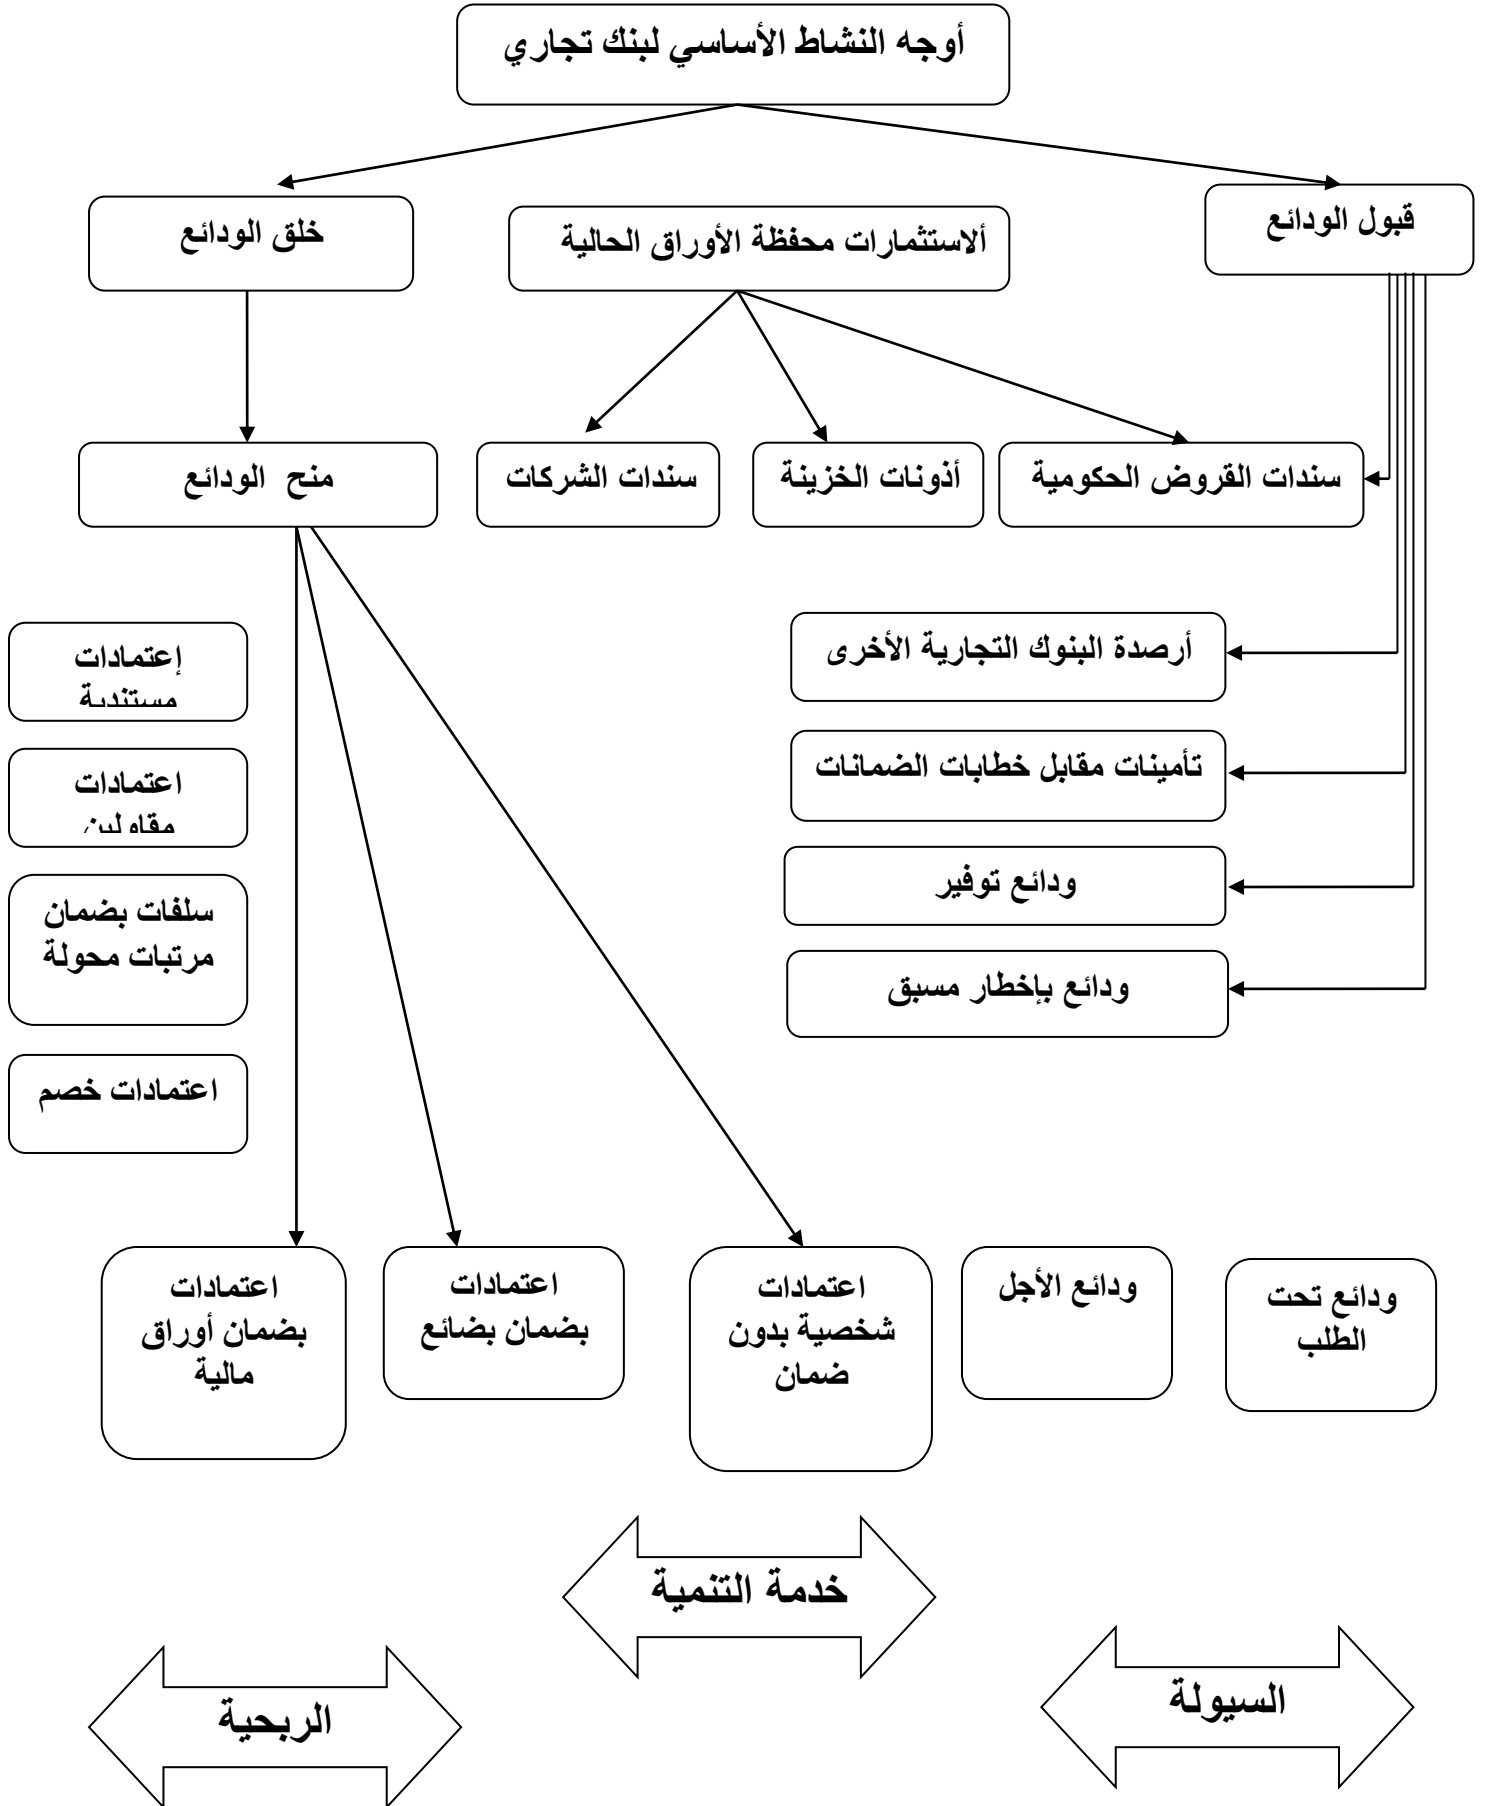 أوجه النشاط الأساسي لبنك تجاري
قبول الودائع
ألاستثمارات محفظة الأوراق الحالية
خلق الودائع
سندات القروض الحكومية
أذونات الخزينة
سندات الشركات
منح الودائع
أرصدة البنوك التجارية الأخرى
تأمينات مقابل خطابات الضمانات
ودائع توفير
ودائع بإخطار مسبق
إعتمادات
مستندية
اعتمادات
مقاولين
سلفات بضمان
مرتبات محولة
اعتمادات خصم
ودائع تحت
الطلب
ودائع الأجل
اعتمادات
شخصية بدون
ضمان
اعتمادات
بضمان بضائع
اعتمادات
بضمان أوراق
مالية
خدمة التنمية
السيولة
الربحية